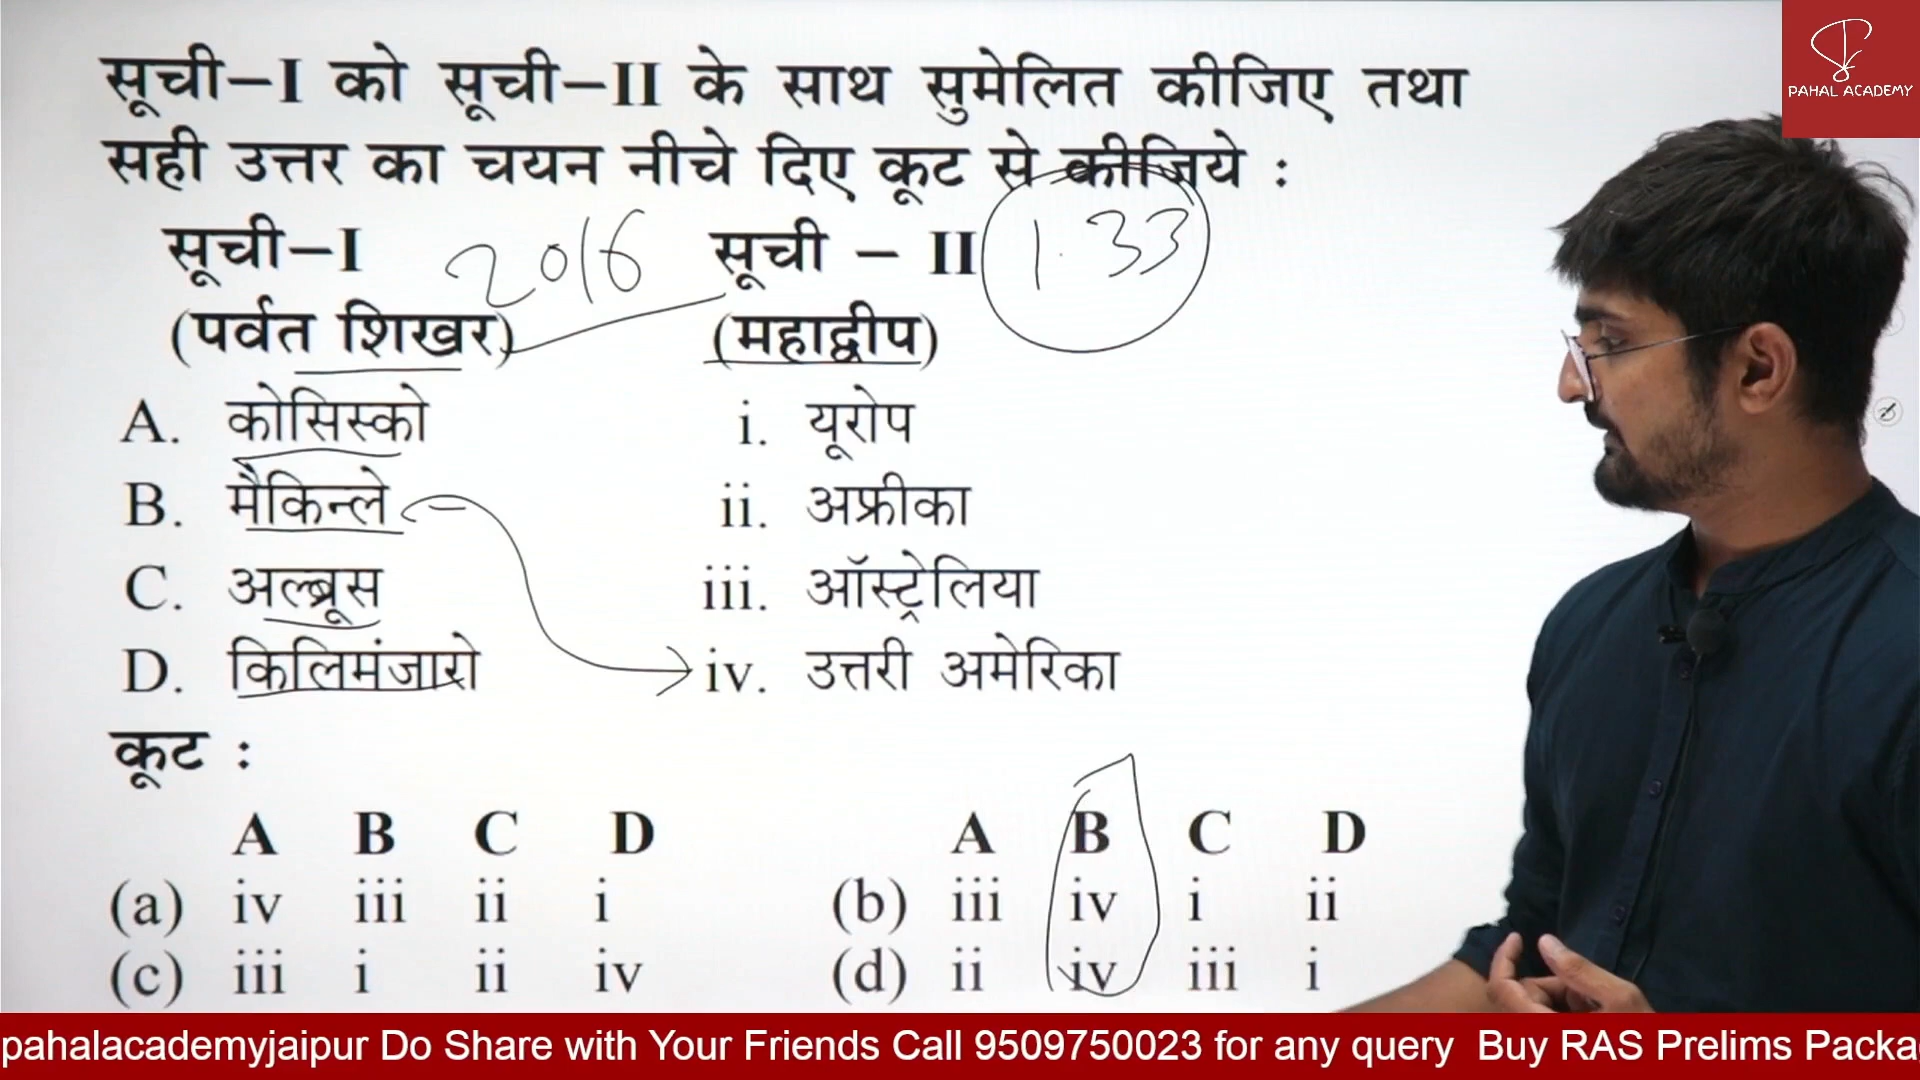 PAHAL ACADEMY
सूची–I को सूची–II के साथ सुमेलित कीजिए तथा
सही उत्तर का चयन नीचे दिए कूट से कीजिये :
सूची–I 2016 सूची – II 1.33
(पर्वत शिखर) (महाद्वीप)
A. कोसिस्को i. यूरोप
B. मैकिन्ले ii. अफ्रीका
C. अल्ब्रूस iii. ऑस्ट्रेलिया
D. किलिमंजारो iv. उत्तरी अमेरिका
कूट :
A B C D A B C D
(a) iv iii ii i (b) iii iv i ii
(c) iii i ii iv (d) ii iv iii i
pahalacademyjaipur Do Share with Your Friends Call 9509750023 for any query Buy RAS Prelims Packa